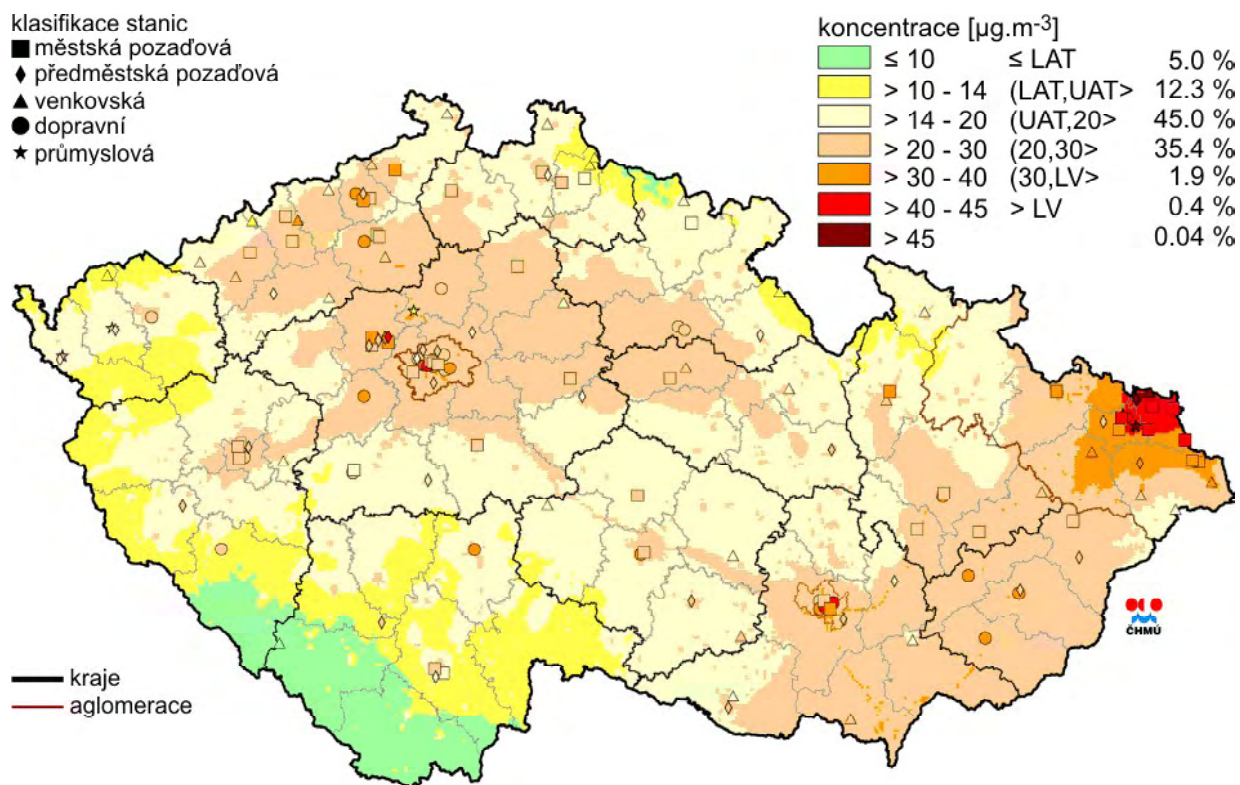 klasifikace stanic
městská pozaďová
předměstská pozaďová
venkovská
dopravní
průmyslová
koncentrace [µg.m-3]
≤ 10 ≤ LAT 5.0 %
> 10 - 14 (LAT,UAT> 12.3 %
> 14 - 20 (UAT,20> 45.0 %
> 20 - 30 (20,30> 35.4 %
> 30 - 40 (30,LV> 1.9 %
> 40 - 45 > LV 0.4 %
> 45 0.04 %
ČHMÚ
kraje
aglomerace